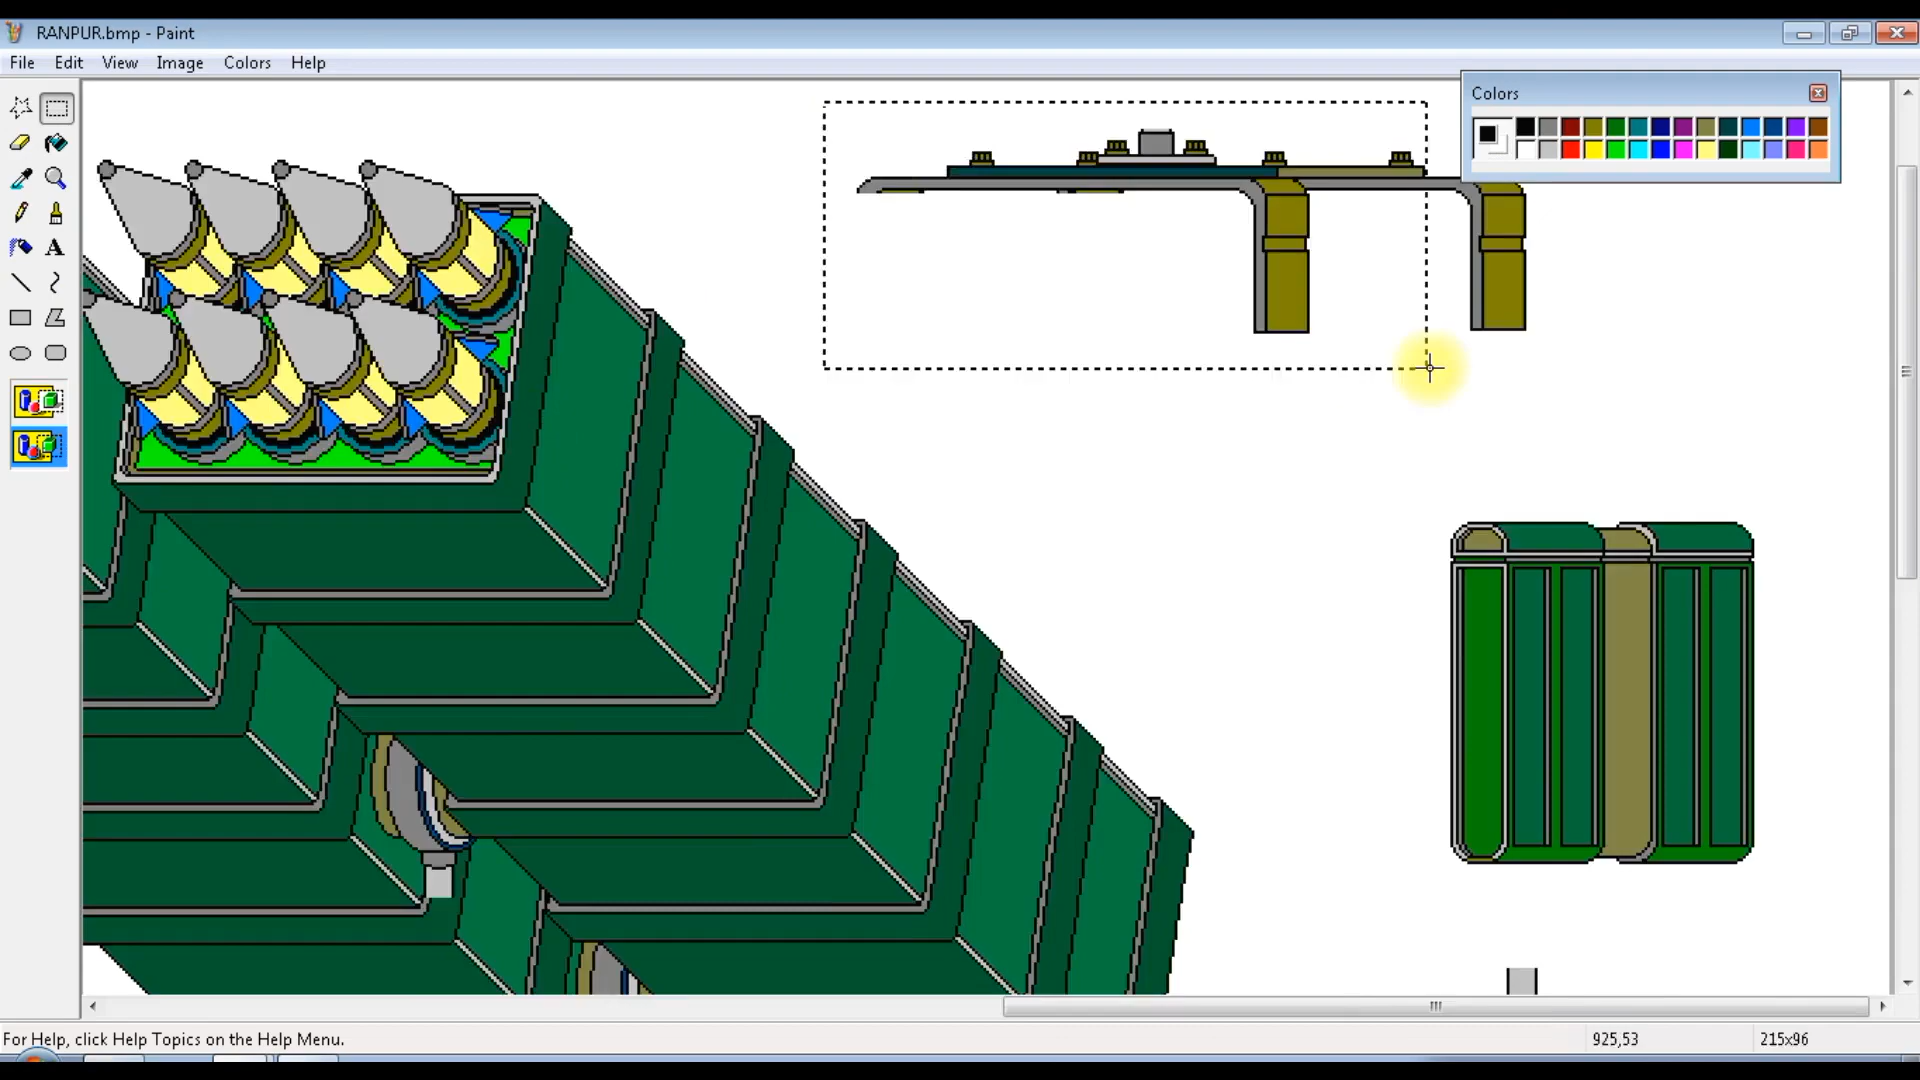 RANPUR.bmp - Paint
File Edit View Image Colors Help
Colors
A
For Help, click Help Topics on the Help Menu.
925,53
215x96